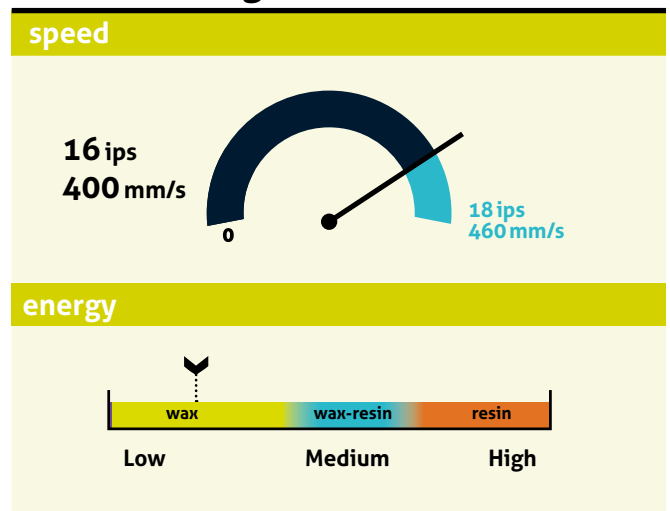 speed
16 ips
400 mm/s
0
18 ips
460 mm/s
energy
wax wax-resin resin
Low Medium High